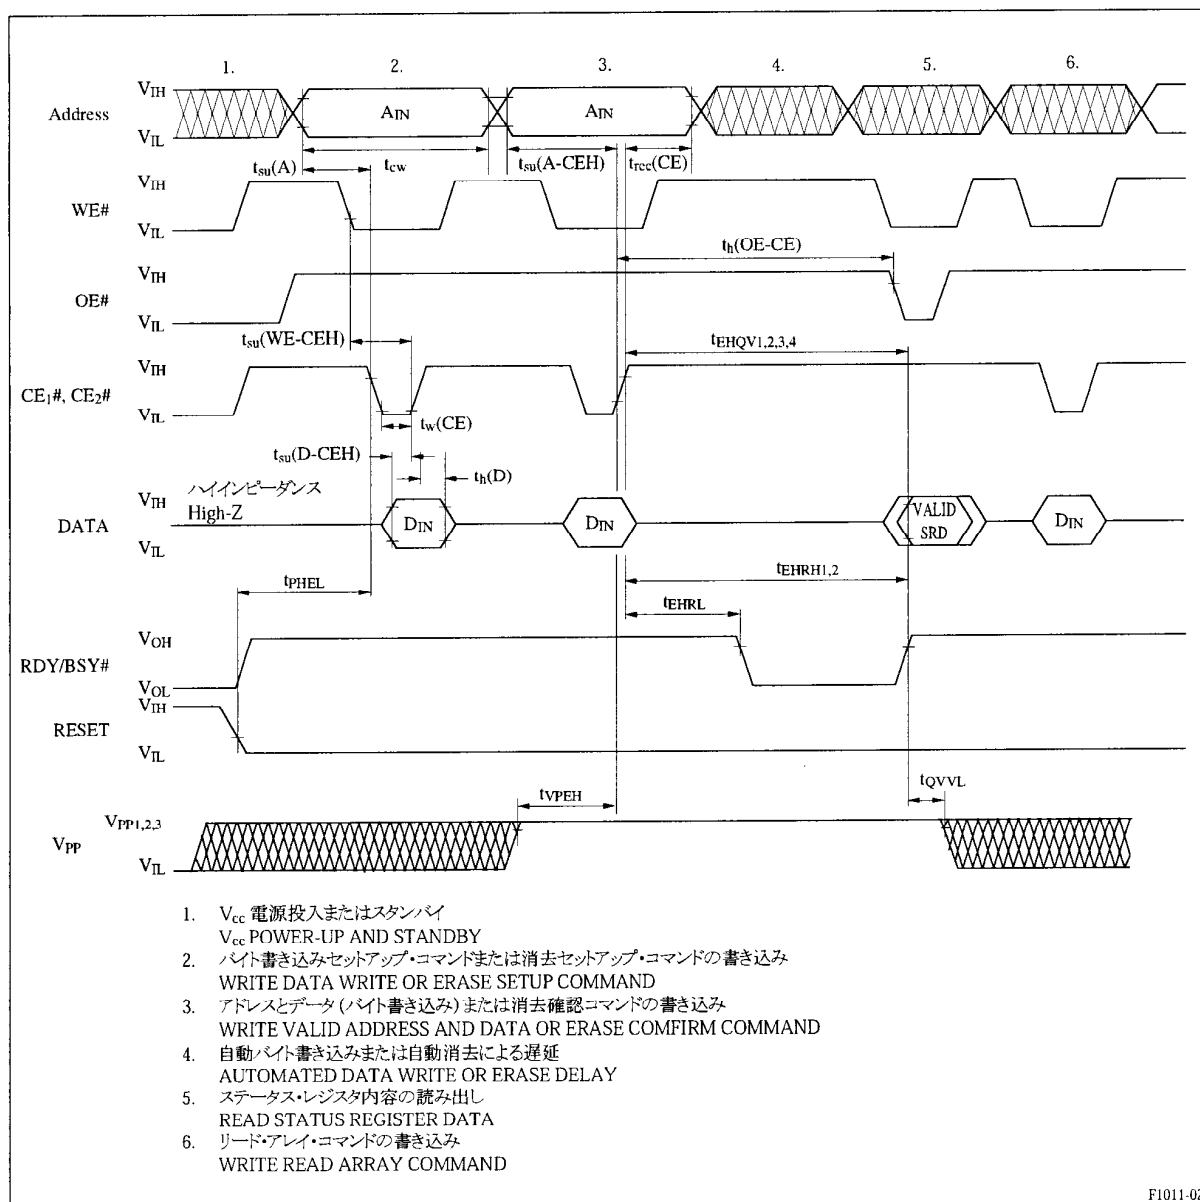 1. 2. 3. 4. 5. 6.
Address VIH
VIL
AIN AIN
tsu(A) tcw tsu(A-CEH) trec(CE)
WE# VIH
VIL
th(OE-CE)
OE# VIH
VIL
tsu(WE-CEH) tEHQV1,2,3,4
CE1#, CE2# VIH
VIL
tw(CE)
tsu(D-CEH) th(D)
DATA VIH
VIL
ハイインピーダンス
High-Z
DIN DIN VALID
SRD DIN
tPHEL tEHRH1,2
tEHRL
RDY/BSY# VOH
VOL
RESET VIH
VIL
tVPEH tQVVL
VPP VPP1,2,3
VIL
1. Vcc 電源投入またはスタンバイ
Vcc POWER-UP AND STANDBY
2. バイト書き込みセットアップ・コマンドまたは消去セットアップ・コマンドの書き込み
WRITE DATA WRITE OR ERASE SETUP COMMAND
3. アドレスとデータ(バイト書き込み)または消去確認コマンドの書き込み
WRITE VALID ADDRESS AND DATA OR ERASE COMFIRM COMMAND
4. 自動バイト書き込みまたは自動消去による遅延
AUTOMATED DATA WRITE OR ERASE DELAY
5. ステータス・レジスタ内容の読み出し
READ STATUS REGISTER DATA
6. リード・アレイ・コマンドの書き込み
WRITE READ ARRAY COMMAND